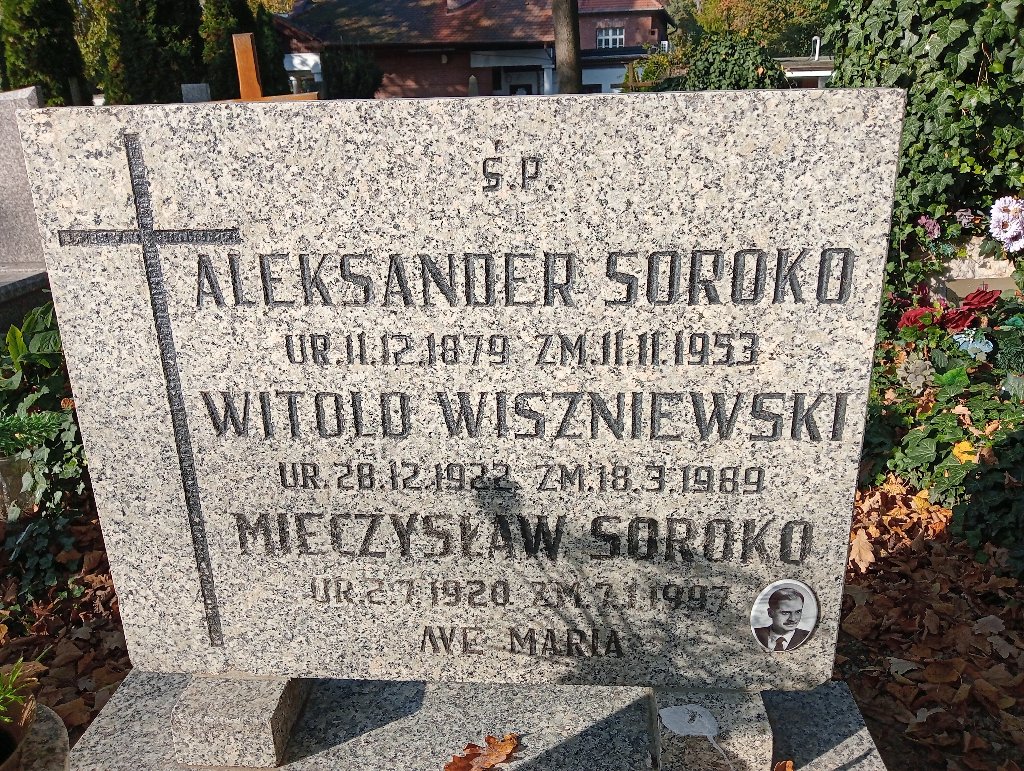 Ś.P.
ALEKSANDER SOROKO
UR.11.12.1879 ZM.11.11.1953
WITOLD WISZNIEWSKI
UR.28.12.1922 ZM.18.3.1989
MIECZYSŁAW SOROKO
UR.2.7.1920. ZM.7.1.1997
AVE MARIA